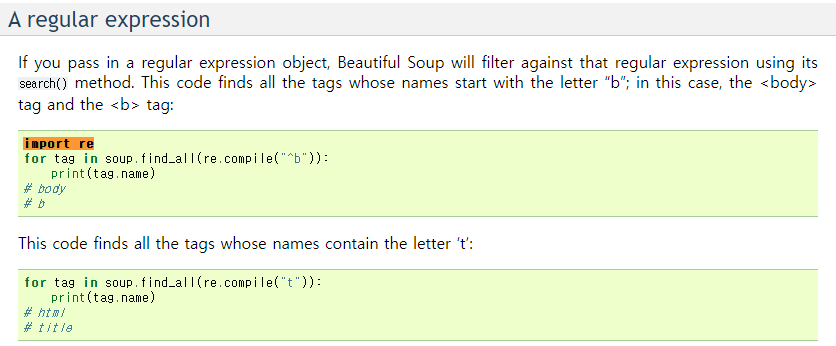 A regular expression
If you pass in a regular expression object, Beautiful Soup will filter against that regular expression using its
search() method. This code finds all the tags whose names start with the letter “b”; in this case, the <body>
tag and the <b> tag:
import re
for tag in soup.find_all(re.compile("^b")):
    print(tag.name)
# body
# b
This code finds all the tags whose names contain the letter ‘t’:
for tag in soup.find_all(re.compile("t")):
    print(tag.name)
# html
# title